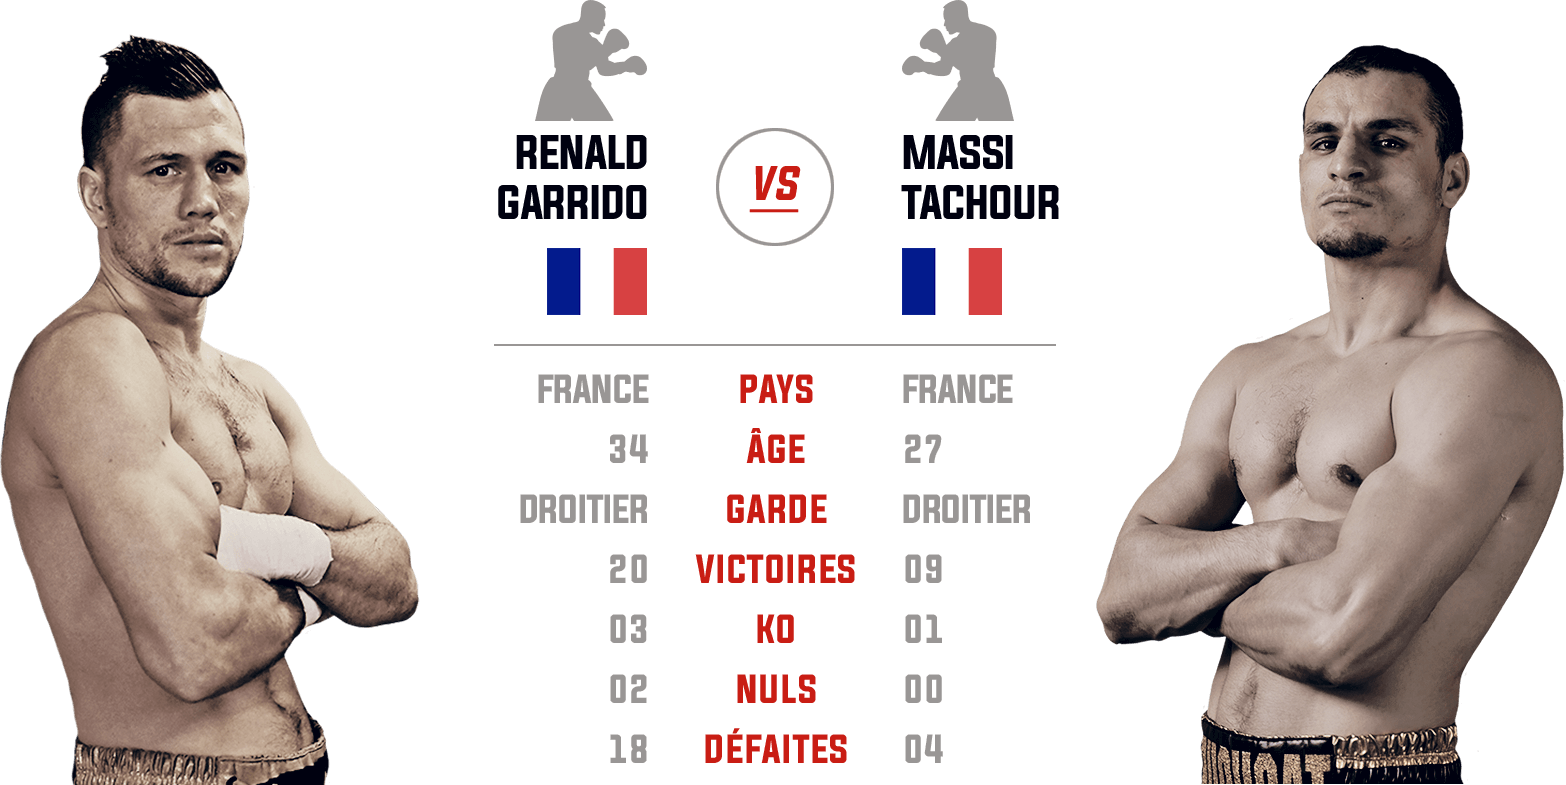 RENALD
GARRIDO
VS
MASSI
TACHOUR
FRANCE PAYS FRANCE
34 ÂGE 27
DROITIER GARDE DROITIER
20 VICTOIRES 09
03 KO 01
02 NULS 00
18 DÉFAITES 04